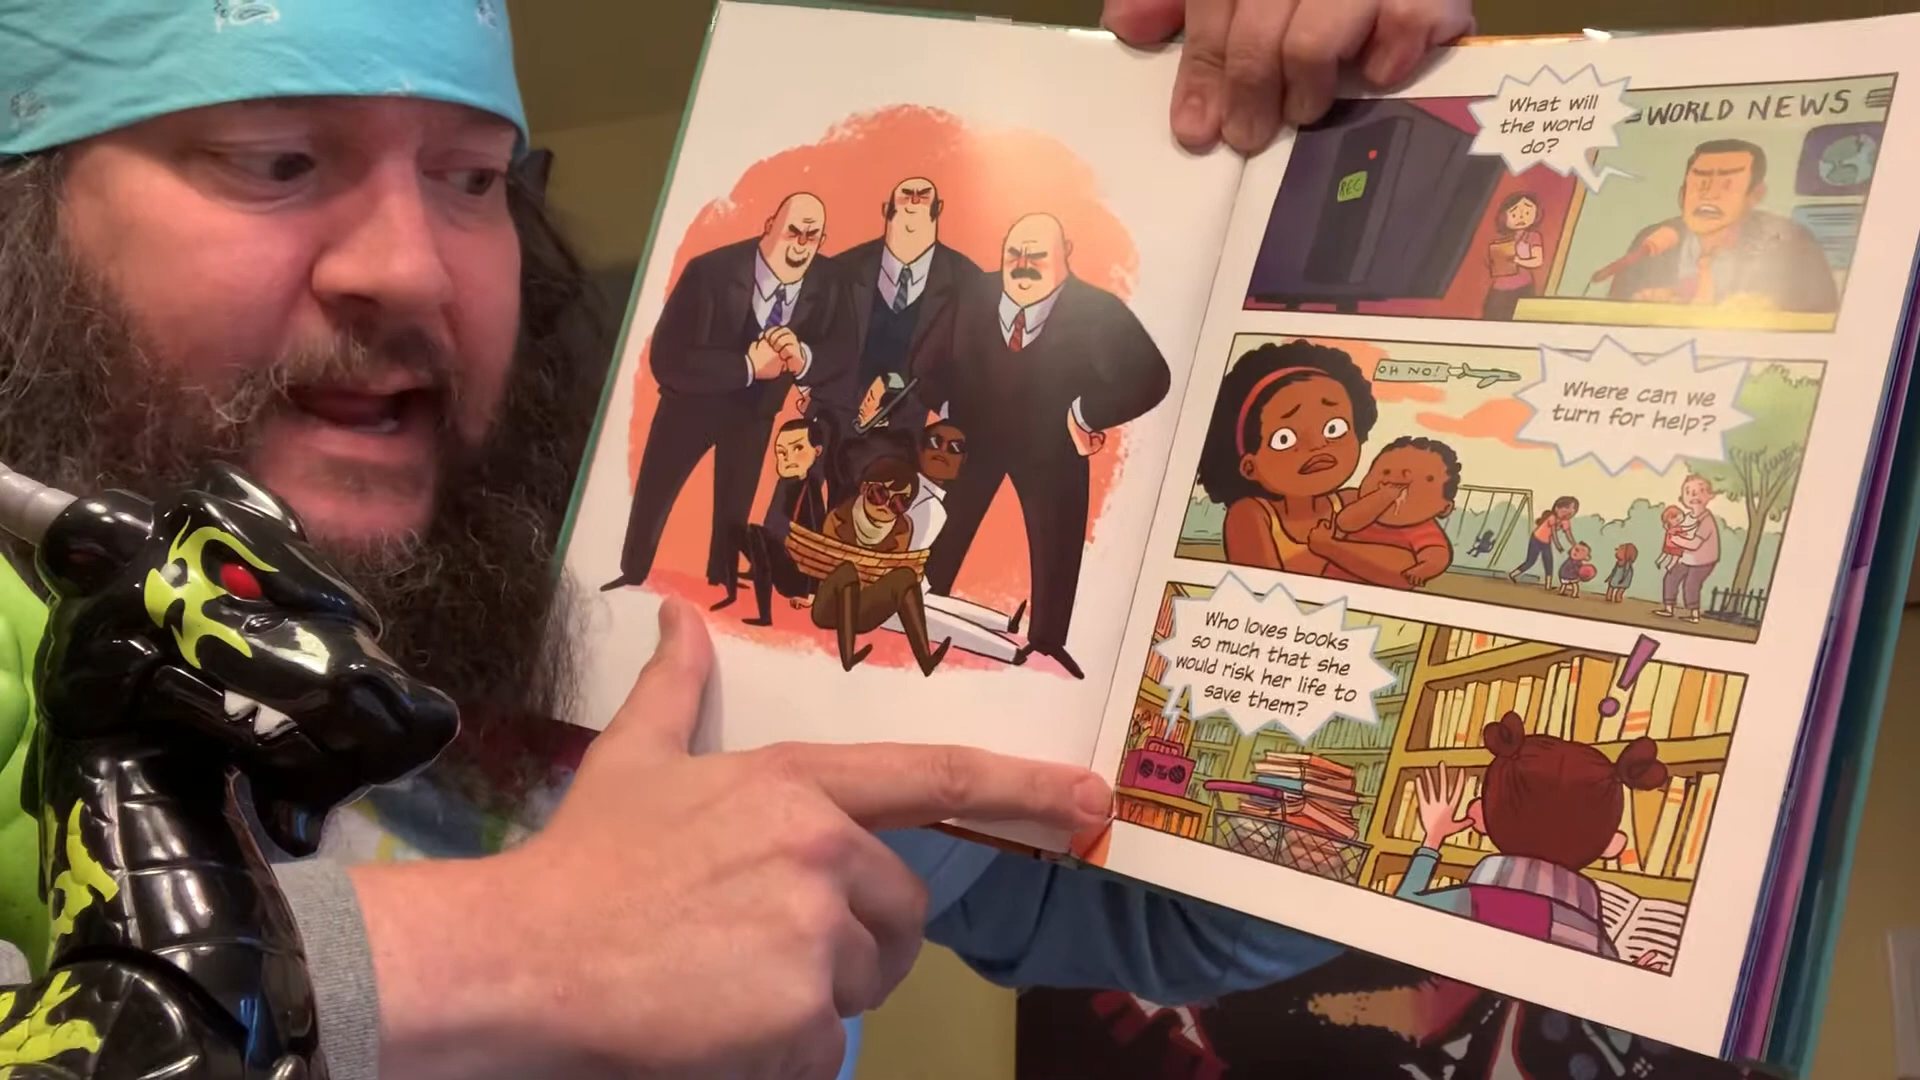 What will
the world
do?
WORLD NEWS
REC
OH NO!
Where can we
turn for help?
Who loves books
so much that she
would risk her life to
save them?
!